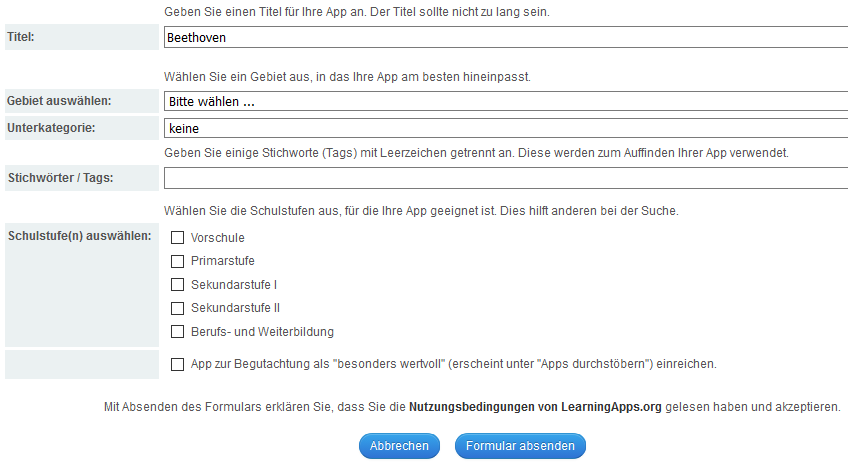 Geben Sie einen Titel für Ihre App an. Der Titel sollte nicht zu lang sein.
Titel: Beethoven
Wählen Sie ein Gebiet aus, in das Ihre App am besten hineinpasst.
Gebiet auswählen: Bitte wählen ...
Unterkategorie: keine
Geben Sie einige Stichworte (Tags) mit Leerzeichen getrennt an. Diese werden zum Auffinden Ihrer App verwendet.
Stichwörter / Tags:
Wählen Sie die Schulstufen aus, für die Ihre App geeignet ist. Dies hilft anderen bei der Suche.
Schulstufe(n) auswählen: Vorschule
Primarstufe
Sekundarstufe I
Sekundarstufe II
Berufs- und Weiterbildung
App zur Begutachtung als "besonders wertvoll" (erscheint unter "Apps durchstöbern") einreichen.
Mit Absenden des Formulars erklären Sie, dass Sie die Nutzungsbedingungen von LearningApps.org gelesen haben und akzeptieren.
Abbrechen Formular absenden